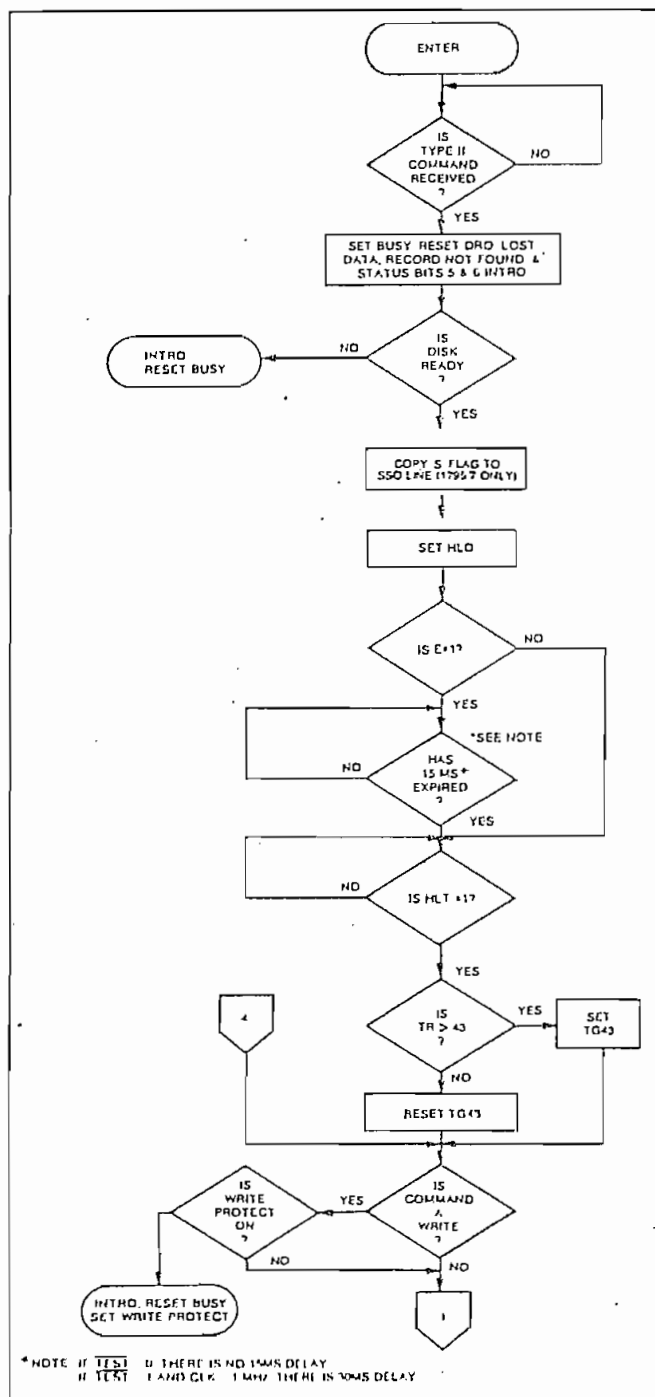 ENTER
IS
TYPE II
COMMAND
RECEIVED
?
NO
YES
SET BUSY RESET DRQ LOST
DATA, RECORD NOT FOUND &
STATUS BITS 5 & 6 INTRQ
IS
DISK
READY
?
NO
INTRQ
RESET BUSY
YES
COPY S FLAG TO
SSO LINE (1795/7 ONLY)
SET HLD
IS E=1?
NO
YES
*SEE NOTE
HAS
15 MS*
EXPIRED
?
NO
YES
NO
IS HLT =1?
YES
4
IS
TR > 43
?
YES
SET
TG43
NO
RESET TG43
IS
WRITE
PROTECT
ON
?
YES
IS
COMMAND
A
WRITE
?
NO
NO
INTRQ, RESET BUSY
SET WRITE PROTECT
*NOTE IF TEST 0 THERE IS NO 15MS DELAY
IF TEST 1 AND CLK 1 MHZ THERE IS 30MS DELAY